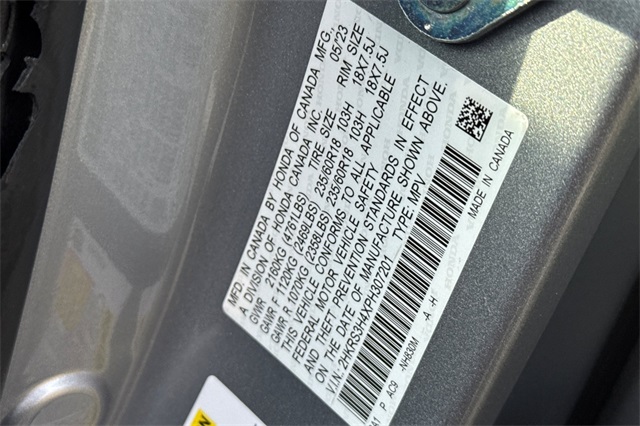 MFD. IN CANADA BY HONDA OF CANADA MFG.,
A DIVISION OF HONDA CANADA INC. 05/23
GVWR 2160KG (4761LBS) TIRE SIZE RIM SIZE
GAWR F 1120KG (2469LBS) 235/60R18 103H 18X7.5J
GAWR R 1070KG (2358LBS) 235/60R18 103H 18X7.5J
THIS VEHICLE CONFORMS TO ALL APPLICABLE
FEDERAL MOTOR VEHICLE SAFETY
AND THEFT PREVENTION STANDARDS IN EFFECT
ON THE DATE OF MANUFACTURE SHOWN ABOVE.
V.I.N: 2HKRS3H4XPH307201 TYPE: MPV
P AC9 NH830M A H
MADE IN CANADA